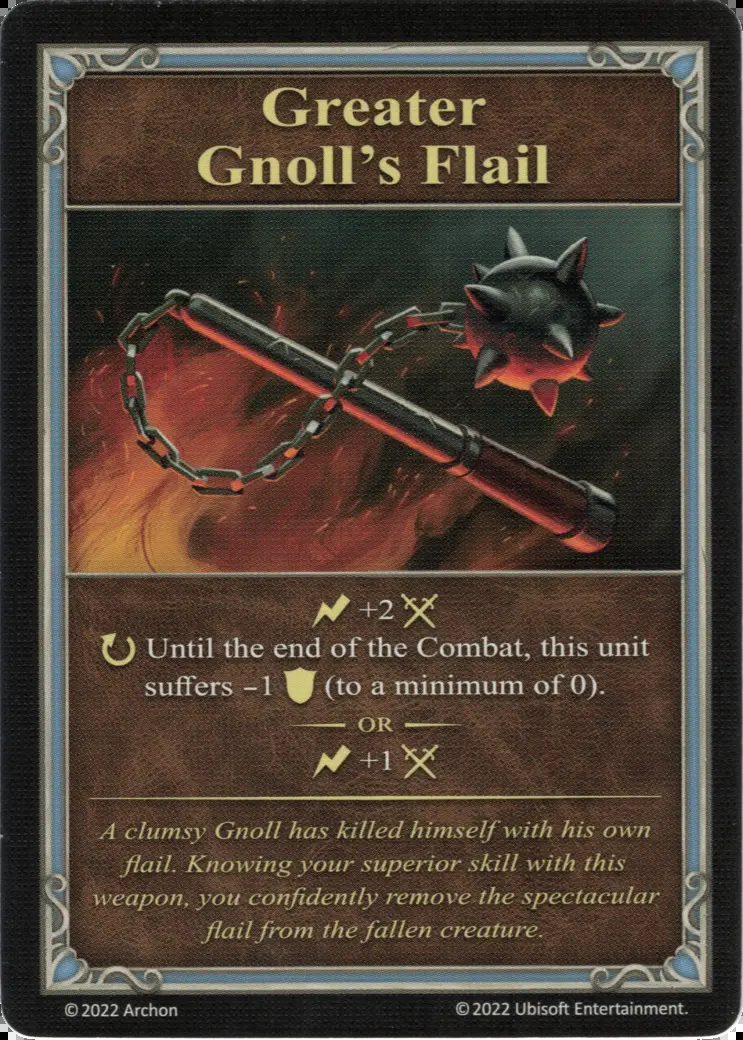 Greater
Gnoll's Flail
+2
Until the end of the Combat, this unit
suffers -1 (to a minimum of 0).
OR
+1
A clumsy Gnoll has killed himself with his own
flail. Knowing your superior skill with this
weapon, you confidently remove the spectacular
flail from the fallen creature.
© 2022 Archon
© 2022 Ubisoft Entertainment.